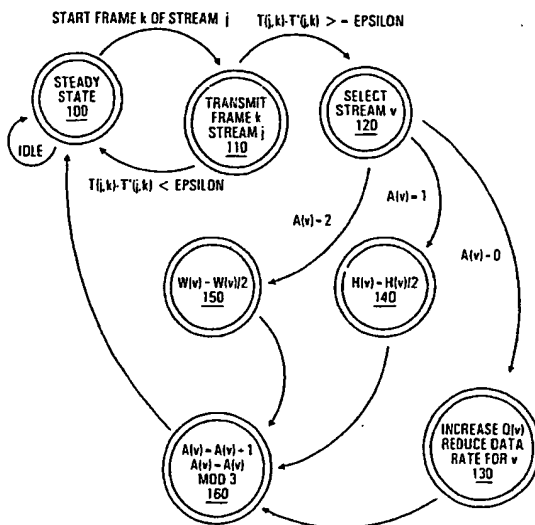 START FRAME k OF STREAM j
T(j,k)-T'(j,k) >- EPSILON
STEADY
STATE
100
TRANSMIT
FRAME k
STREAM j
110
SELECT
STREAM v
120
IDLE
T(j,k)-T'(j,k) < EPSILON
A(v)-2
A(v)-1
A(v)-0
W(v)-W(v)/2
150
H(v)-H(v)/2
140
A(v)-A(v)+1
A(v)-A(v)
MOD 3
160
INCREASE Q(v)
REDUCE DATA
RATE FOR v
130